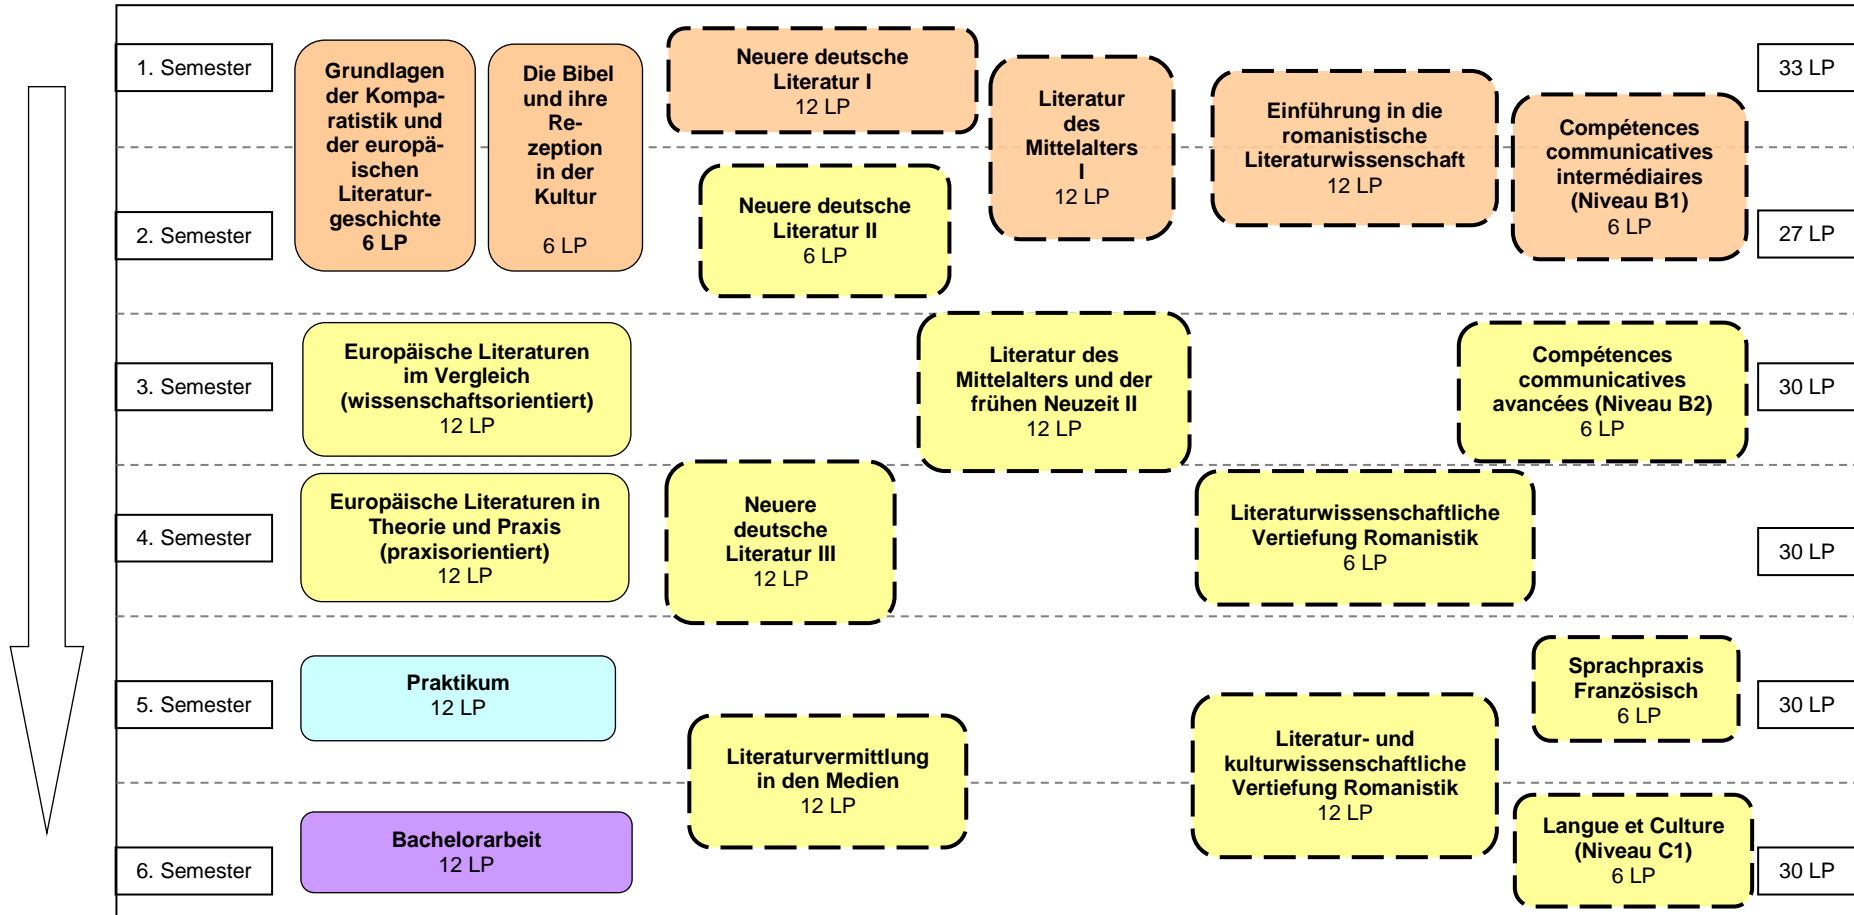 1. Semester
Grundlagen
der Kompa-
ratistik und
der europä-
ischen
Literatur-
geschichte
6 LP
Die Bibel
und ihre
Re-
zeption
in der
Kultur
6 LP
Neuere deutsche
Literatur I
12 LP
Literatur
des
Mittelalters
I
12 LP
Einführung in die
romanistische
Literaturwissenschaft
12 LP
Compétences
communicatives
intermédiaires
(Niveau B1)
6 LP
33 LP
2. Semester
Neuere deutsche
Literatur II
6 LP
27 LP
3. Semester
Europäische Literaturen
im Vergleich
(wissenschaftsorientiert)
12 LP
Literatur des
Mittelalters und der
frühen Neuzeit II
12 LP
Compétences
communicatives
avancées (Niveau B2)
6 LP
30 LP
4. Semester
Europäische Literaturen in
Theorie und Praxis
(praxisorientiert)
12 LP
Neuere
deutsche
Literatur III
12 LP
Literaturwissenschaftliche
Vertiefung Romanistik
6 LP
30 LP
5. Semester
Praktikum
12 LP
Literaturvermittlung
in den Medien
12 LP
Literatur- und
kulturwissenschaftliche
Vertiefung Romanistik
12 LP
Sprachpraxis
Französisch
6 LP
30 LP
6. Semester
Bachelorarbeit
12 LP
Langue et Culture
(Niveau C1)
6 LP
30 LP